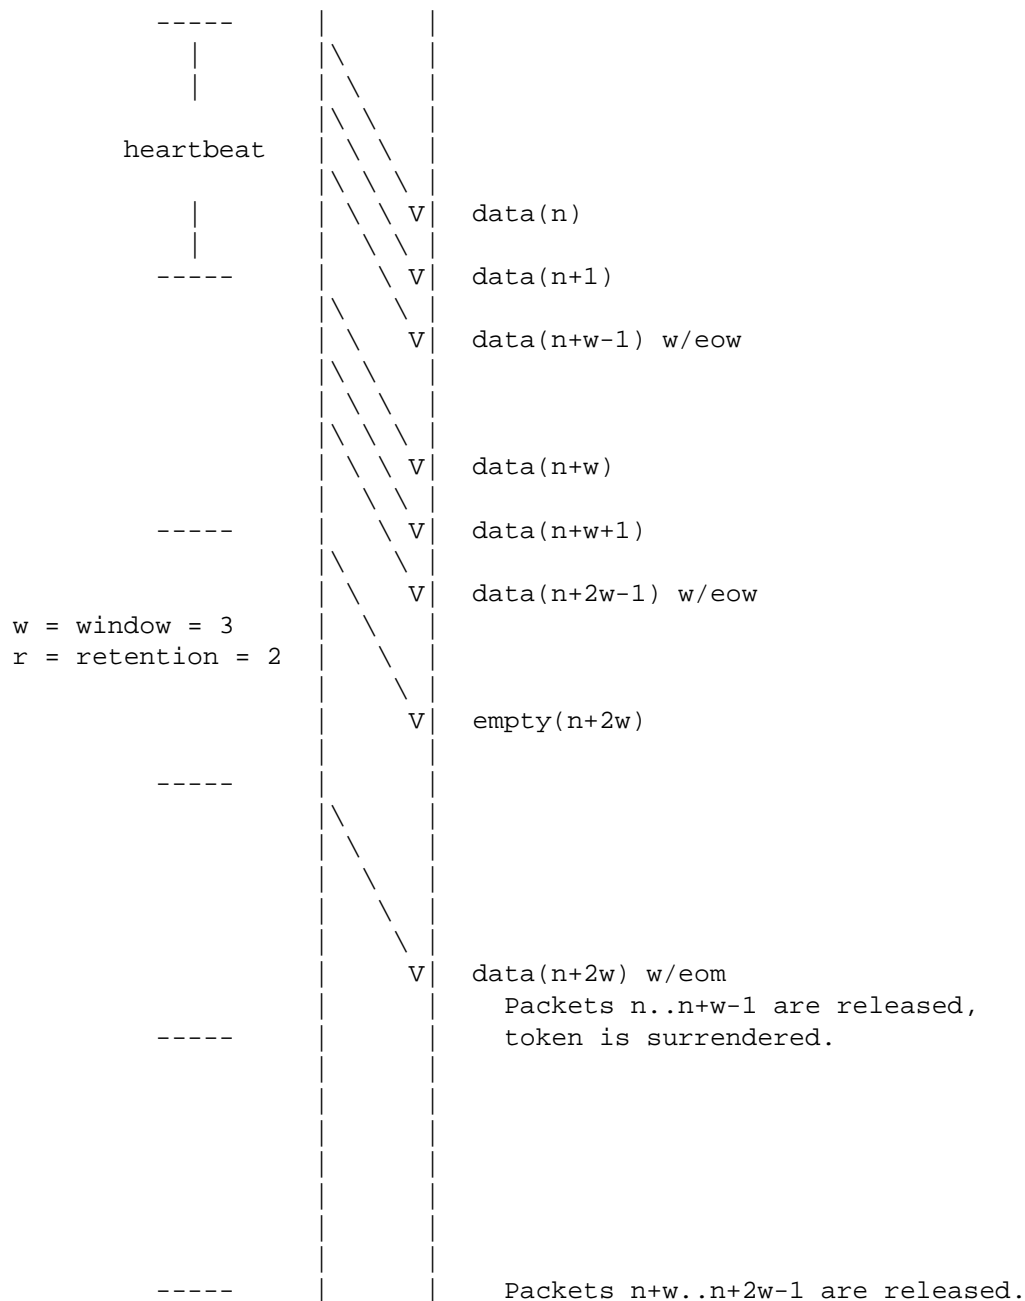 heartbeat
data(n)
data(n+1)
data(n+w-1) w/eow
data(n+w)
data(n+w+1)
data(n+2w-1) w/eow
w = window = 3
r = retention = 2
empty(n+2w)
data(n+2w) w/eom
Packets n..n+w-1 are released,
token is surrendered.
Packets n+w..n+2w-1 are released.